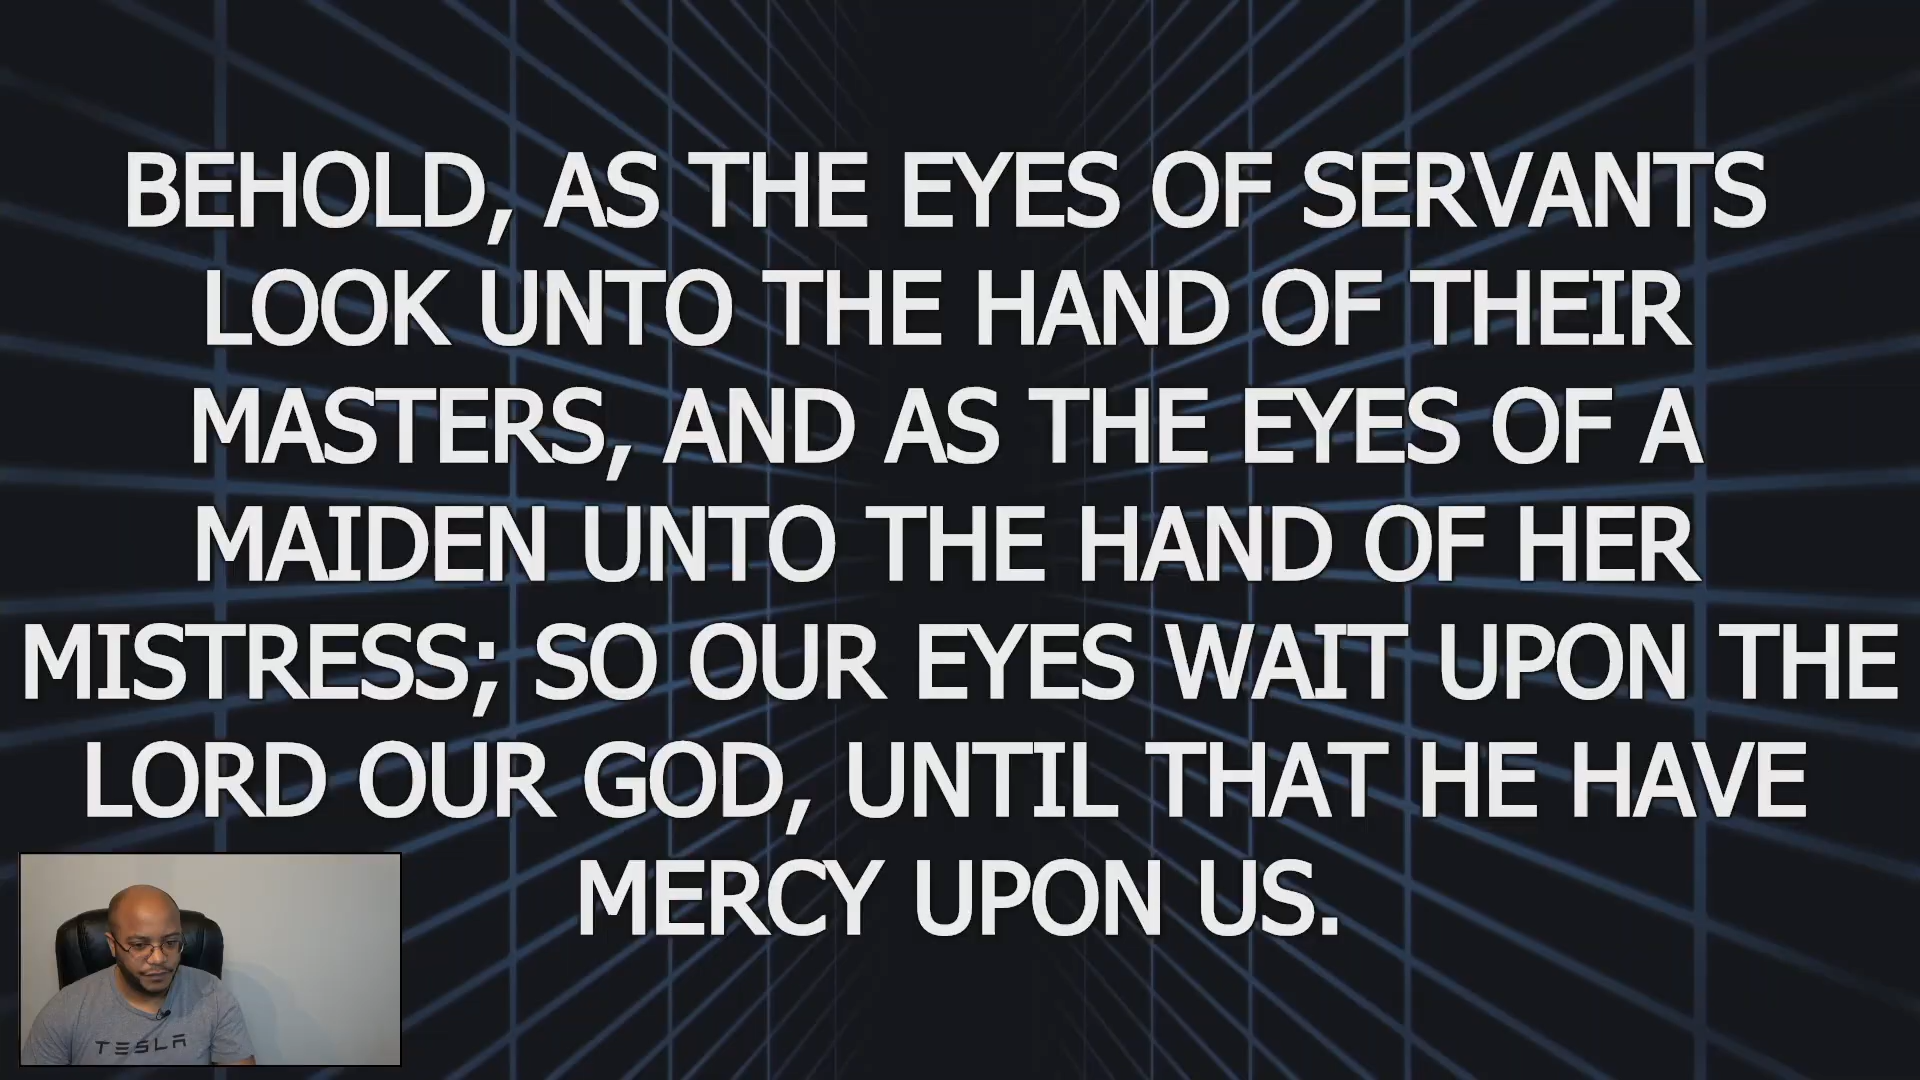 BEHOLD, AS THE EYES OF SERVANTS
LOOK UNTO THE HAND OF THEIR
MASTERS, AND AS THE EYES OF A
MAIDEN UNTO THE HAND OF HER
MISTRESS; SO OUR EYES WAIT UPON THE
LORD OUR GOD, UNTIL THAT HE HAVE
MERCY UPON US.
TESLA